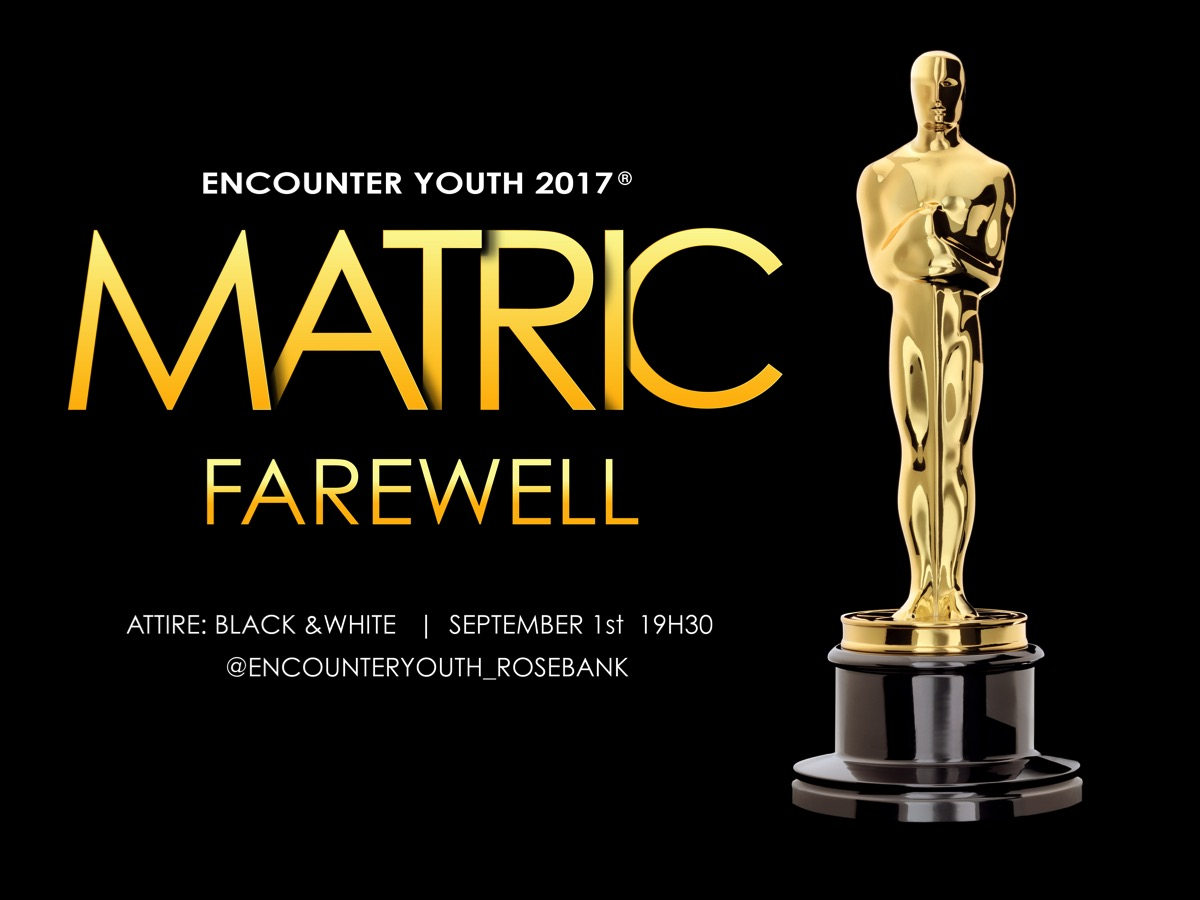 ENCOUNTER YOUTH 2017®
MATRIC
FAREWELL
ATTIRE: BLACK &WHITE | SEPTEMBER 1st 19H30
@ENCOUNTERYOUTH_ROSEBANK